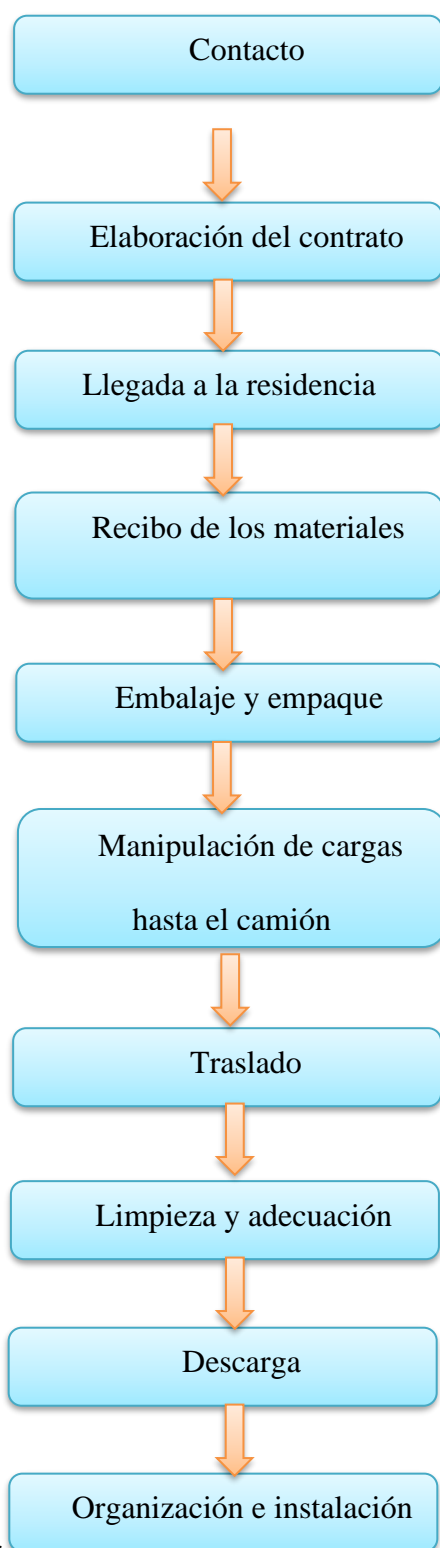 Contacto
Elaboración del contrato
Llegada a la residencia
Recibo de los materiales
Embalaje y empaque
Manipulación de cargas
hasta el camión
Traslado
Limpieza y adecuación
Descarga
Organización e instalación